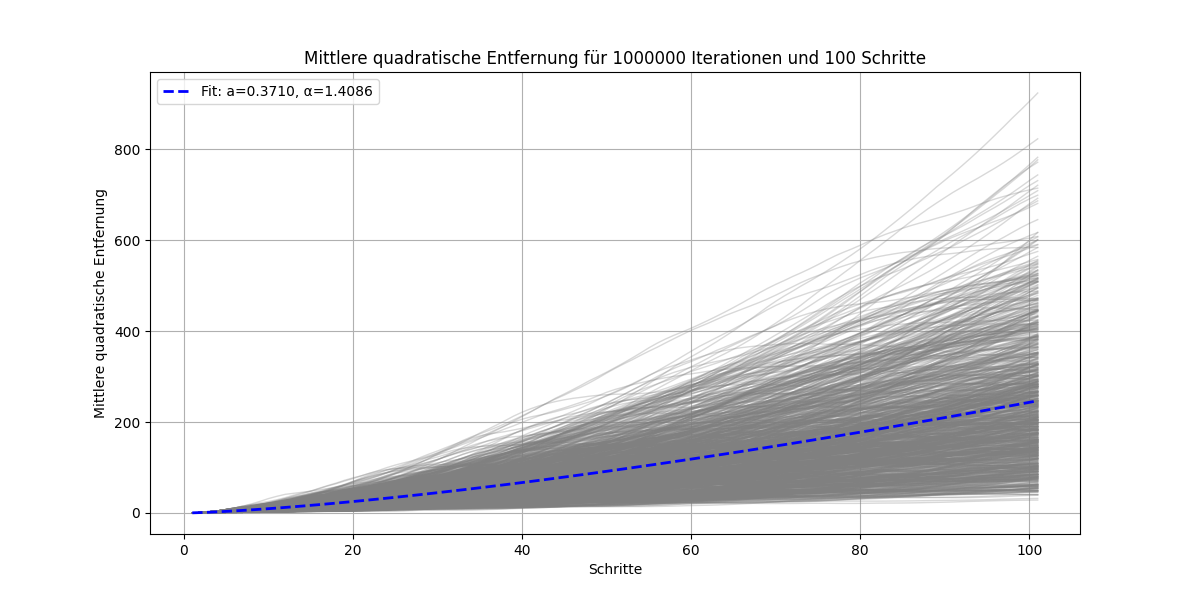 Mittlere quadratische Entfernung für 1000000 Iterationen und 100 Schritte
Fit: a=0.3710, α=1.4086
Mittlere quadratische Entfernung
800
600
400
200
0
0 20 40 60 80 100
Schritte